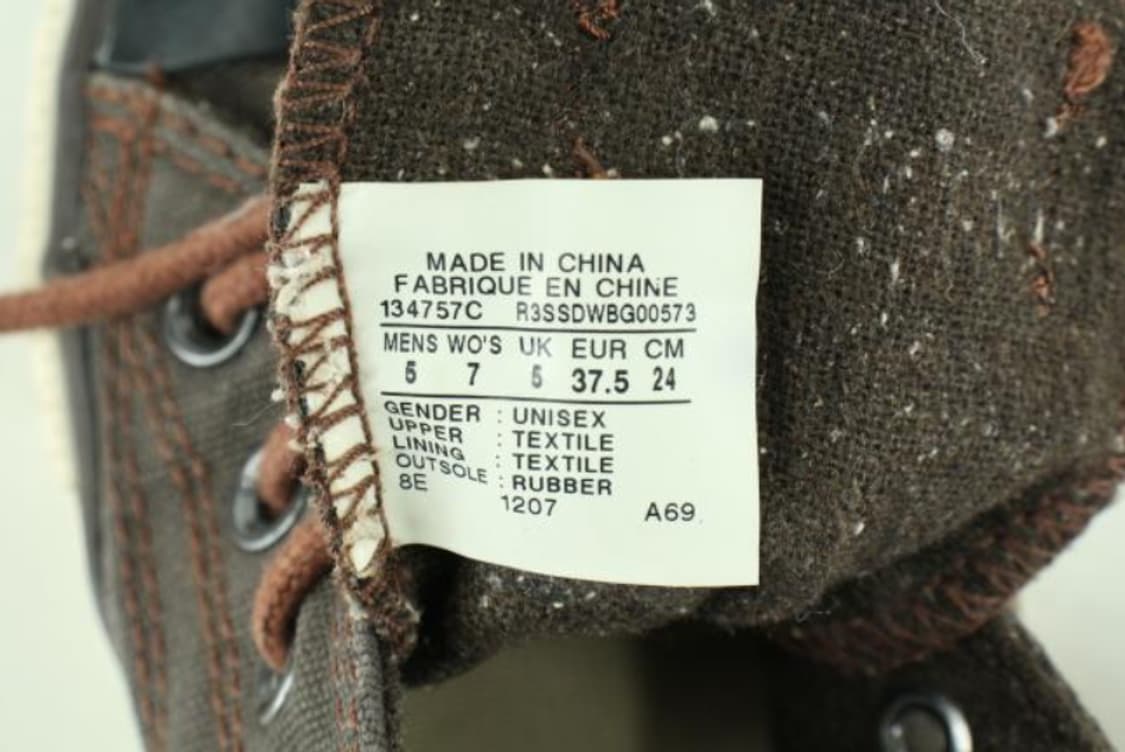 MADE IN CHINA
FABRIQUE EN CHINE
134757C R3SSDWBG00573
MENS WO'S UK EUR CM
5 7 5 37.5 24
GENDER : UNISEX
UPPER : TEXTILE
LINING : TEXTILE
OUTSOLE : RUBBER
8E
1207 A69